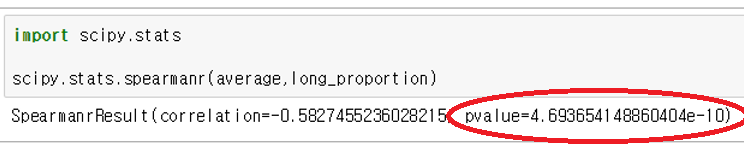 import scipy.stats
scipy.stats.spearmanr(average,long_proportion)
SpearmanrResult(correlation=-0.5827455236028215, pvalue=4.693654148860404e-10)